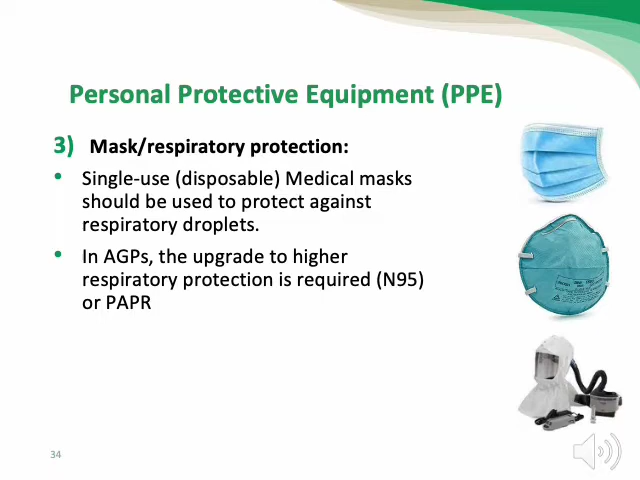 Personal Protective Equipment (PPE)
3) Mask/respiratory protection:
• Single-use (disposable) Medical masks
should be used to protect against
respiratory droplets.
• In AGPs, the upgrade to higher
respiratory protection is required (N95)
or PAPR
34